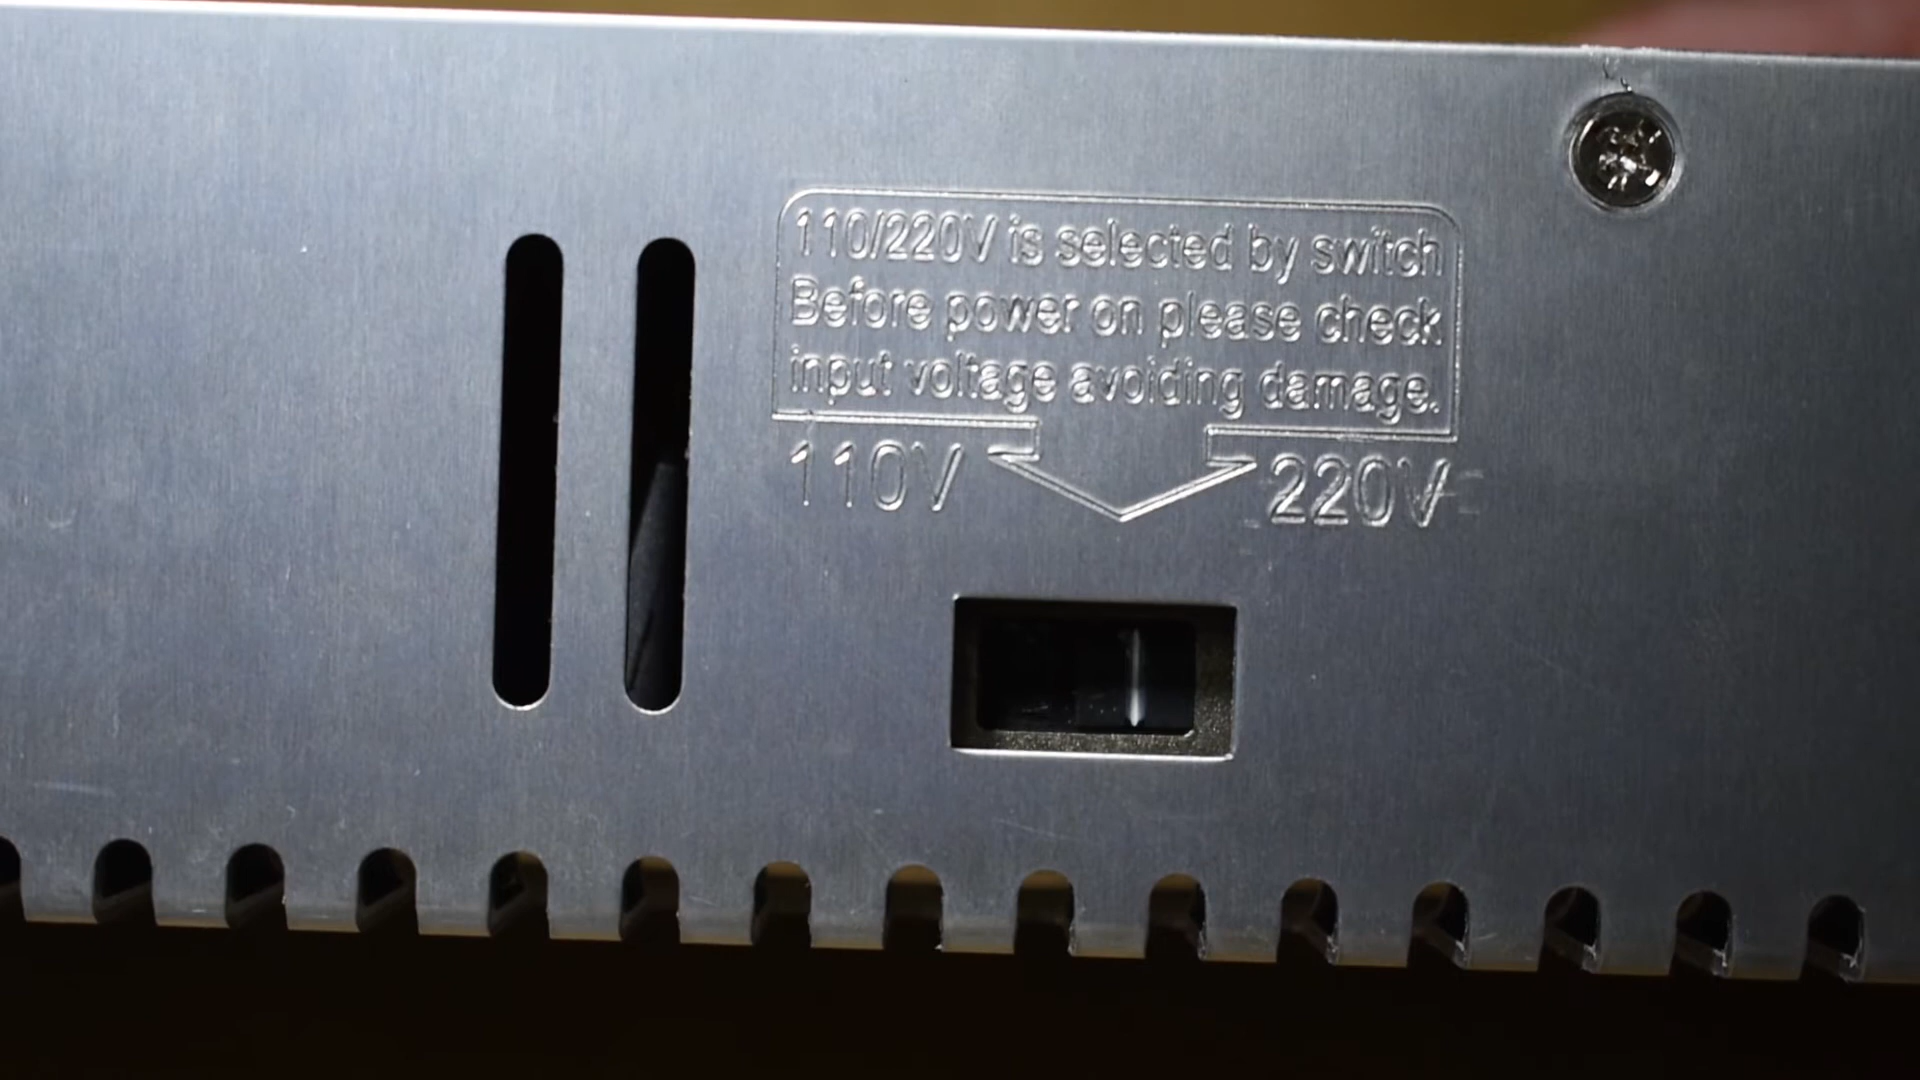 110/220V is selected by switch
Before power on please check
input voltage avoiding damage.
110V 220V